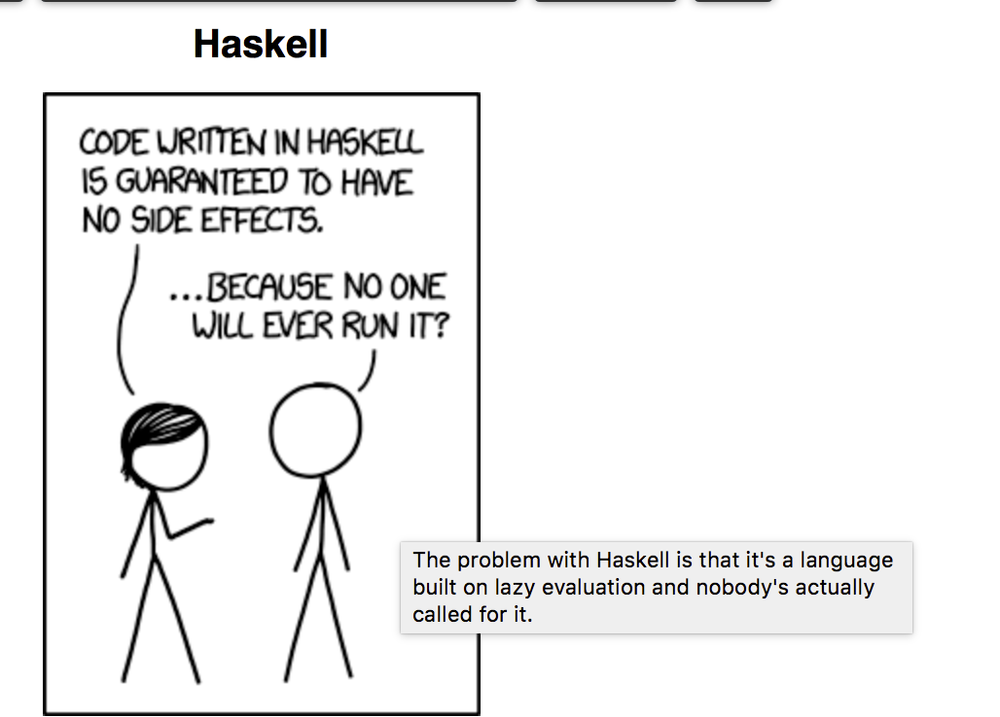 Haskell
CODE WRITTEN IN HASKELL
IS GUARANTEED TO HAVE
NO SIDE EFFECTS.
...BECAUSE NO ONE
WILL EVER RUN IT?
The problem with Haskell is that it's a language
built on lazy evaluation and nobody's actually
called for it.